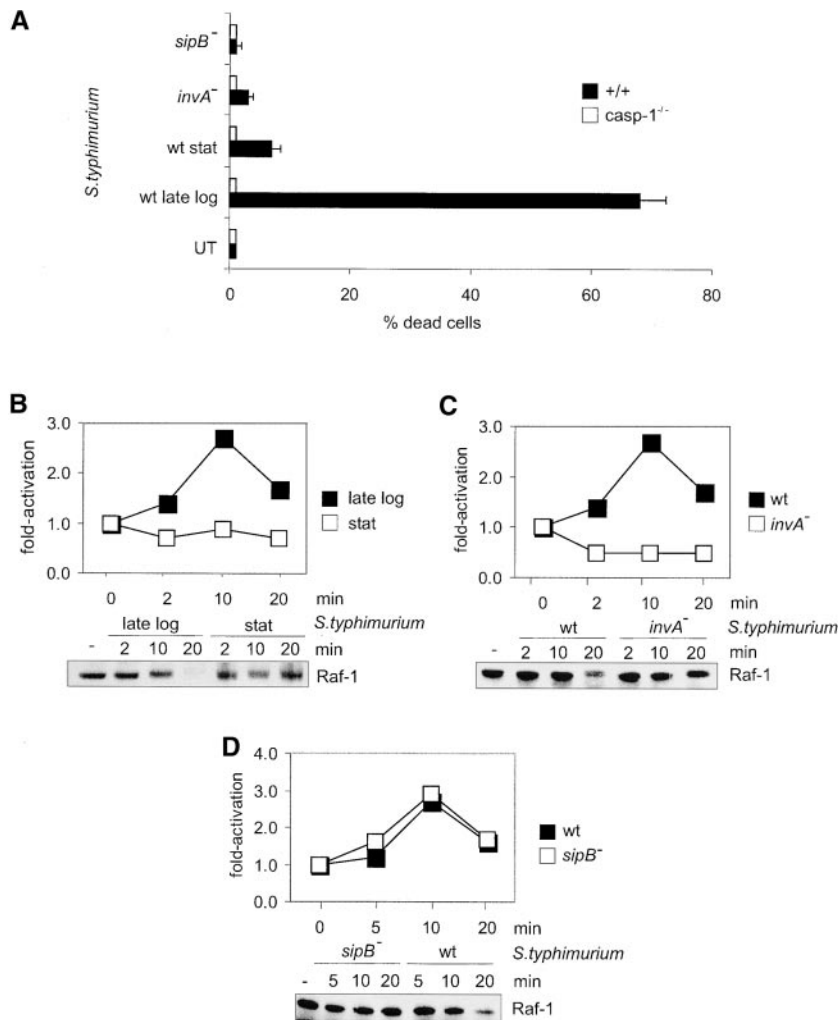 A
sipB⁻
invA⁻
wt stat
wt late log
UT
S.typhimurium
+/+
casp-1⁻/⁻
0 20 40 60 80
% dead cells
B
3.0
2.0
1.0
0.0
fold-activation
late log
stat
0 2 10 20 min
late log stat S.typhimurium
- 2 10 20 2 10 20 min
Raf-1
C
3.0
2.0
1.0
0.0
fold-activation
wt
invA⁻
0 2 10 20 min
wt invA⁻ S.typhimurium
- 2 10 20 2 10 20 min
Raf-1
D
4.0
3.0
2.0
1.0
0.0
fold-activation
wt
sipB⁻
0 5 10 20 min
sipB⁻ wt S.typhimurium
- 5 10 20 5 10 20 min
Raf-1